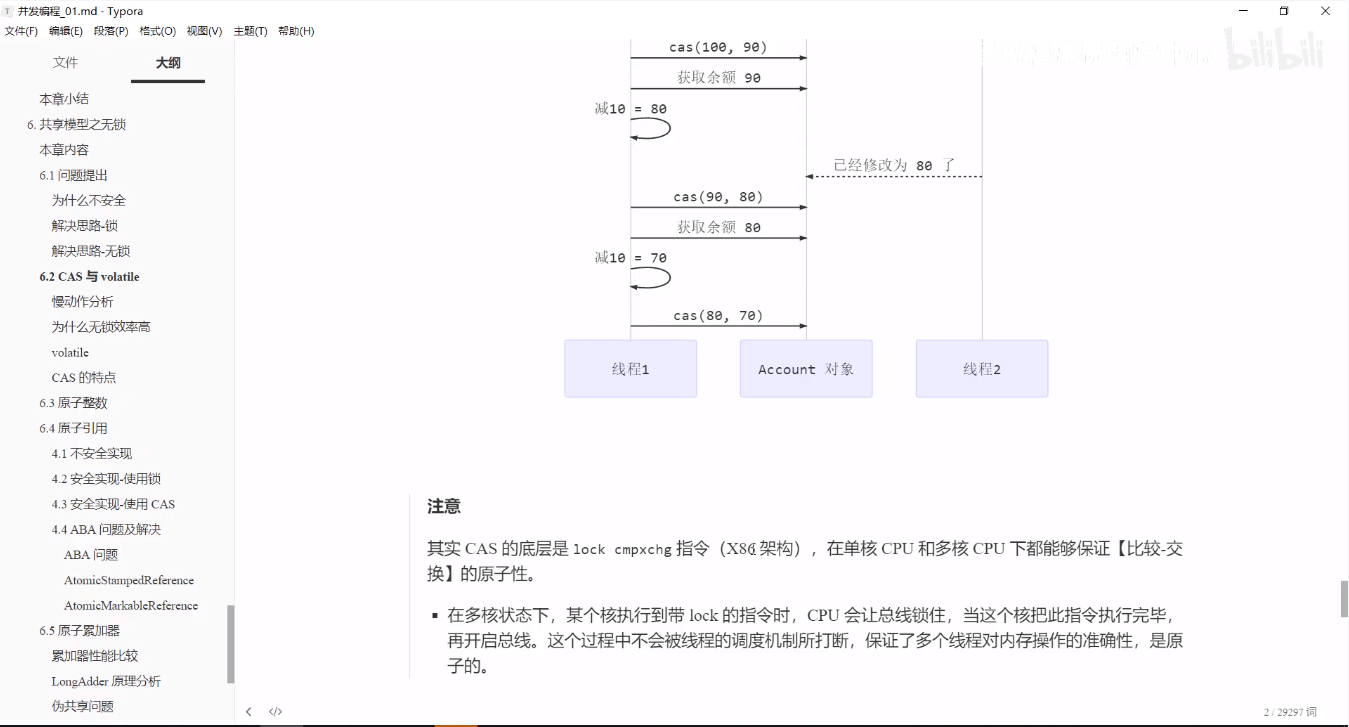 并发编程_01.md - Typora
文件(F) 编辑(E) 段落(P) 格式(O) 视图(V) 主题(T) 帮助(H)
文件 大纲
本章小结
6. 共享模型之无锁
本章内容
6.1 问题提出
为什么不安全
解决思路-锁
解决思路-无锁
6.2 CAS 与 volatile
慢动作分析
为什么无锁效率高
volatile
CAS 的特点
6.3 原子整数
6.4 原子引用
4.1 不安全实现
4.2 安全实现-使用锁
4.3 安全实现-使用 CAS
4.4 ABA 问题及解决
ABA 问题
AtomicStampedReference
AtomicMarkableReference
6.5 原子累加器
累加器性能比较
LongAdder 原理分析
伪共享问题
cas(100, 90)
获取余额 90
减10 = 80
已经修改为 80 了
cas(90, 80)
获取余额 80
减10 = 70
cas(80, 70)
线程1 Account 对象 线程2
注意
其实 CAS 的底层是 lock cmpxchg 指令（X86 架构），在单核 CPU 和多核 CPU 下都能够保证【比较-交
换】的原子性。
在多核状态下，某个核执行到带 lock 的指令时，CPU 会让总线锁住，当这个核把此指令执行完毕，
再开启总线。这个过程中不会被线程的调度机制所打断，保证了多个线程对内存操作的准确性，是原
子的。
2 / 29297 词
bilibili